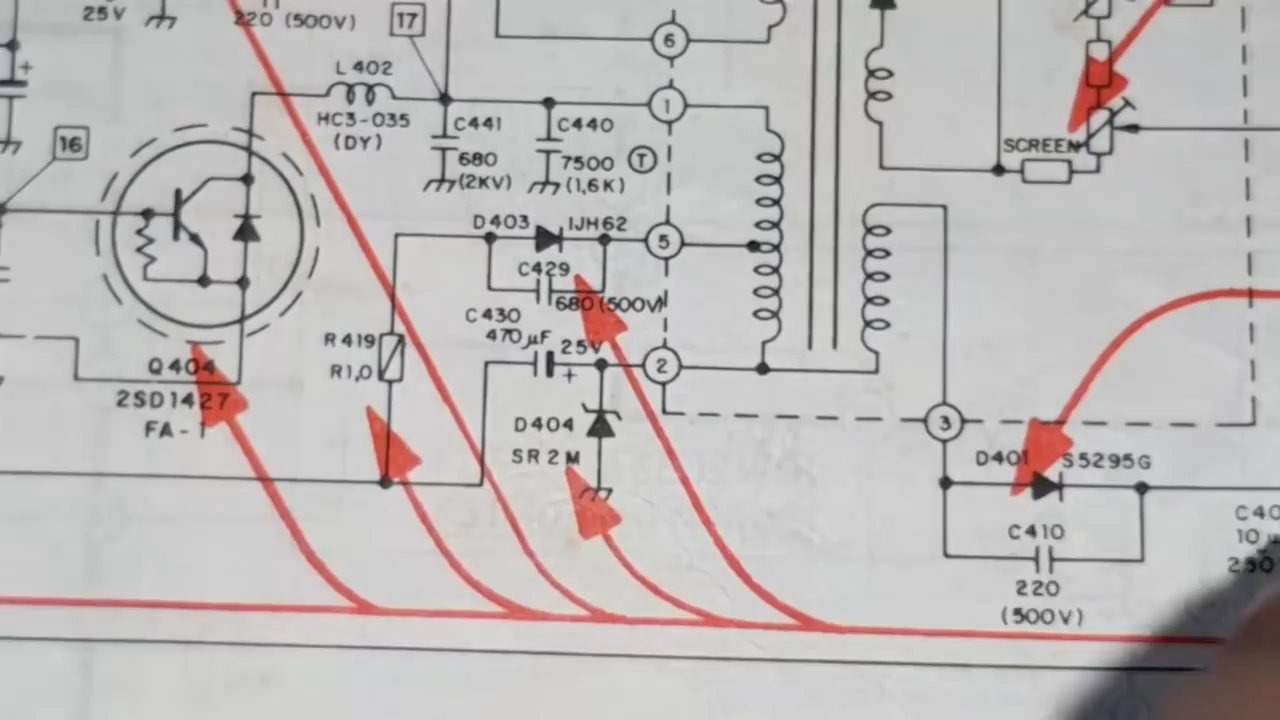 25V
220 (500V)
17
6
L402
HC3-035
(DY)
C441
680
(2KV)
C440
7500
(1,6K)
T
1
16
SCREEN
D403
1JH62
5
C429
680 (500V)
C430
470µF
25V
+
R419
R1,0
2
Q404
2SD1427
FA-1
D404
SR2M
3
D401
S5295G
C410
220
(500V)
+